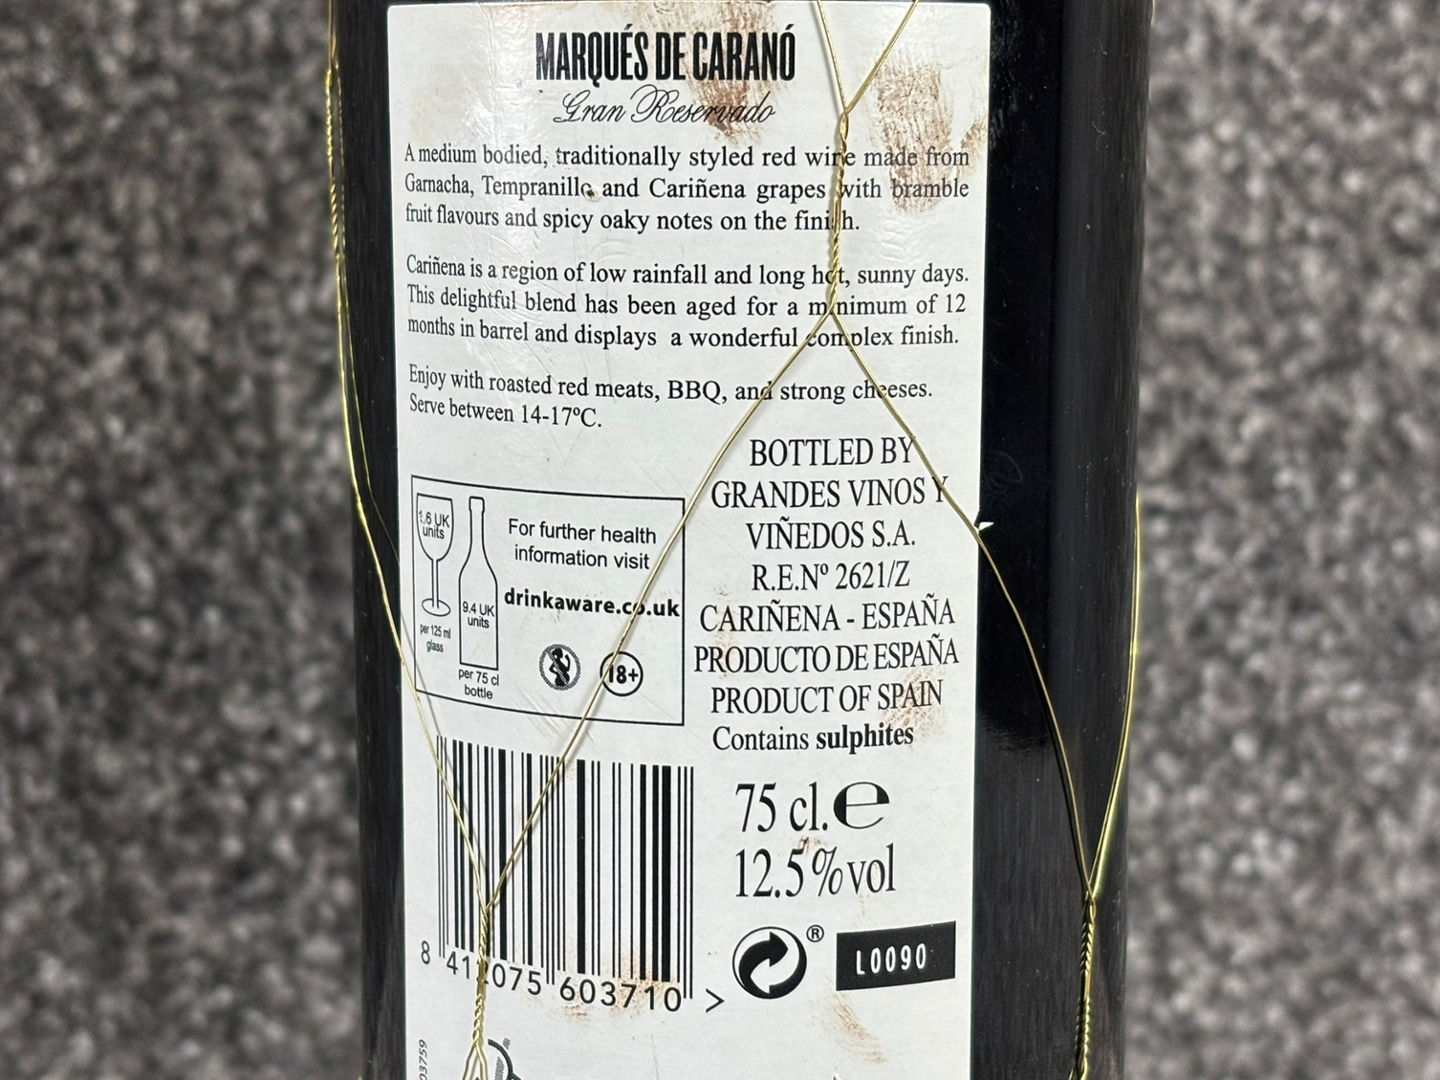 MARQUÉS DE CARANÓ
Gran Reservado
A medium bodied, traditionally styled red wine made from
Garnacha, Tempranillo and Cariñena grapes with bramble
fruit flavours and spicy oaky notes on the finish.
Cariñena is a region of low rainfall and long hot, sunny days.
This delightful blend has been aged for a minimum of 12
months in barrel and displays a wonderful complex finish.
Enjoy with roasted red meats, BBQ, and strong cheeses.
Serve between 14-17ºC.
BOTTLED BY
GRANDES VINOS Y
VIÑEDOS S.A.
R.E.Nº 2621/Z
CARIÑENA - ESPAÑA
PRODUCTO DE ESPAÑA
PRODUCT OF SPAIN
Contains sulphites
1.6 UK
units
per 125 ml
glass
9.4 UK
units
per 75 cl
bottle
For further health
information visit
drinkaware.co.uk
18+
75 cl. e
12.5%vol
®
L0090
8 075 603710 >
03759